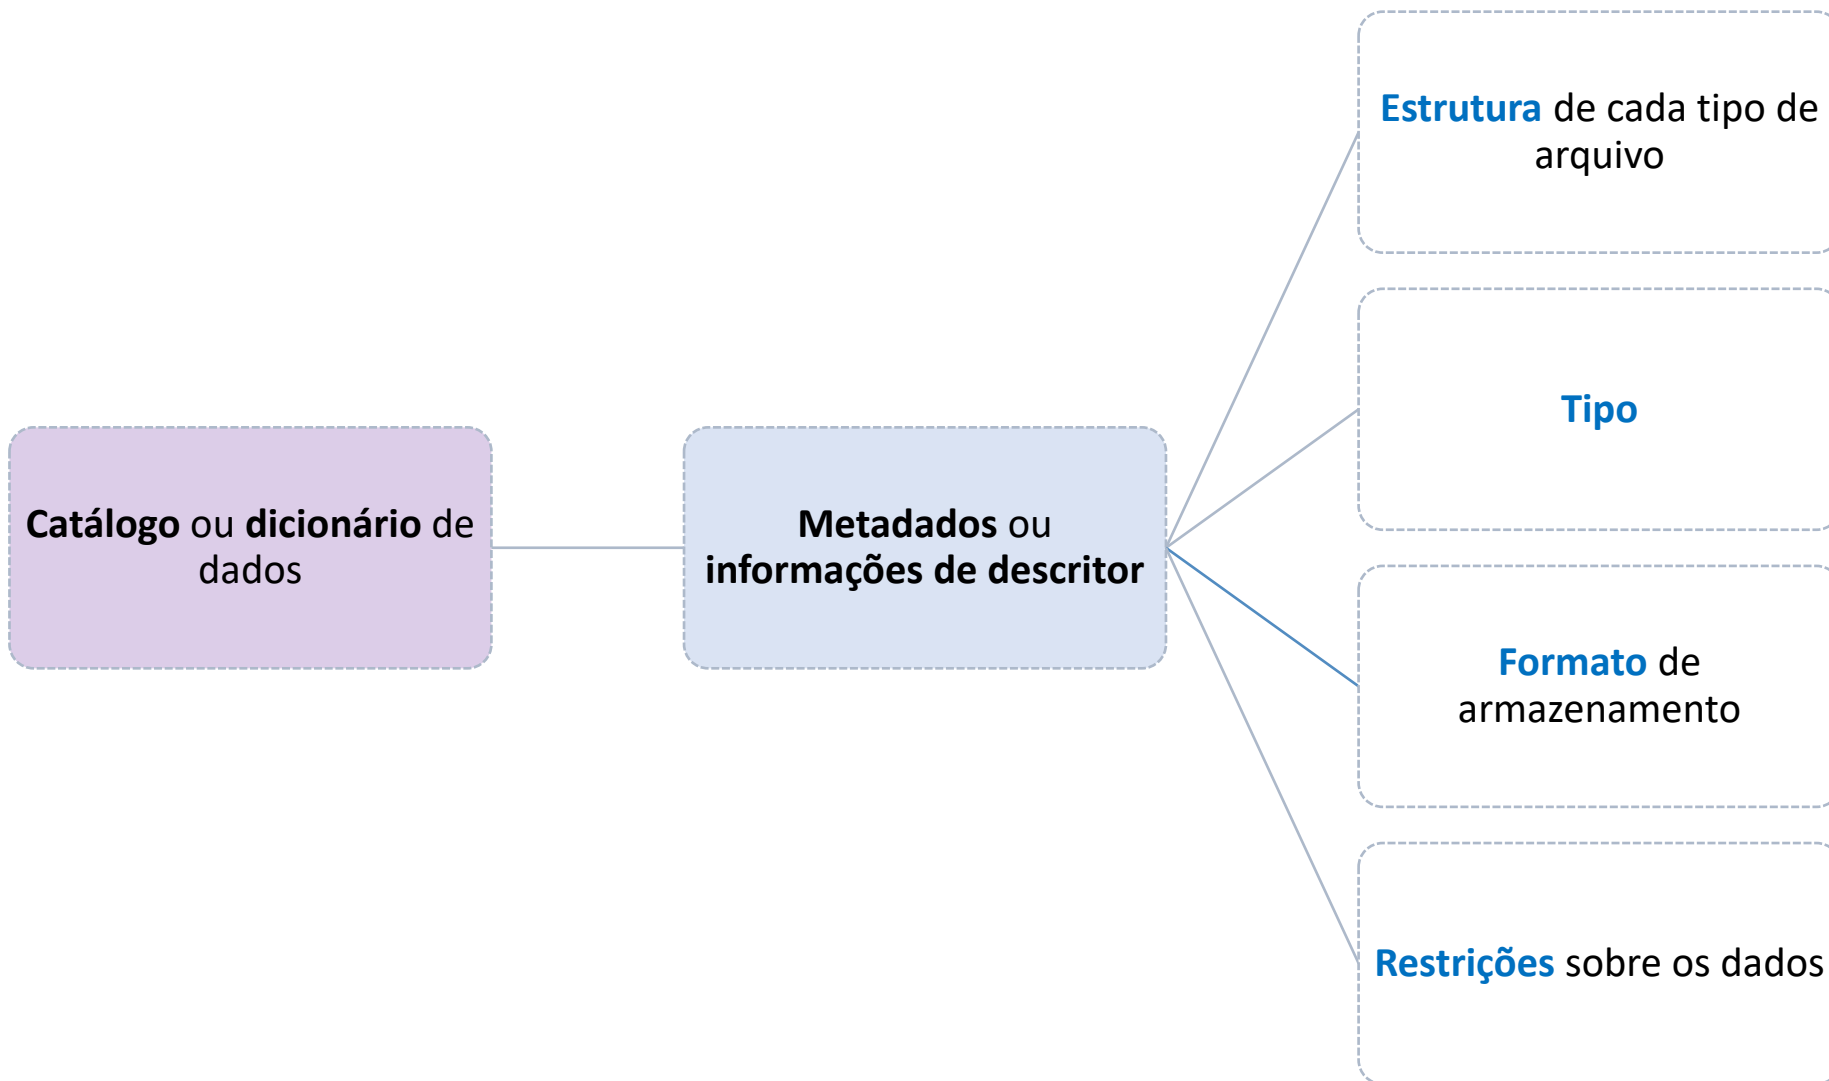 Catálogo ou dicionário de
dados
Metadados ou
informações de descritor
Estrutura de cada tipo de
arquivo
Tipo
Formato de
armazenamento
Restrições sobre os dados